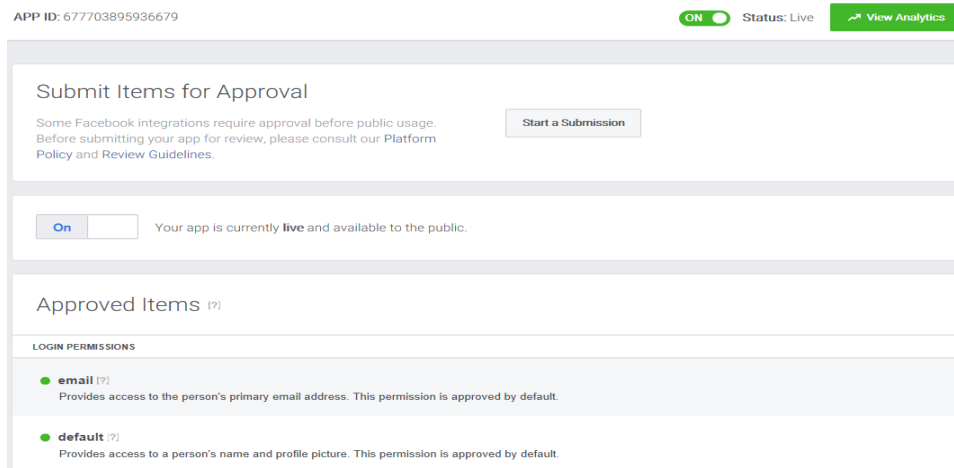 APP ID: 677703895936679
ON
Status: Live
View Analytics
Submit Items for Approval
Some Facebook integrations require approval before public usage.
Before submitting your app for review, please consult our Platform
Policy and Review Guidelines.
Start a Submission
On
Your app is currently live and available to the public.
Approved Items [?]
LOGIN PERMISSIONS
email [?]
Provides access to the person's primary email address. This permission is approved by default.
default [?]
Provides access to a person's name and profile picture. This permission is approved by default.